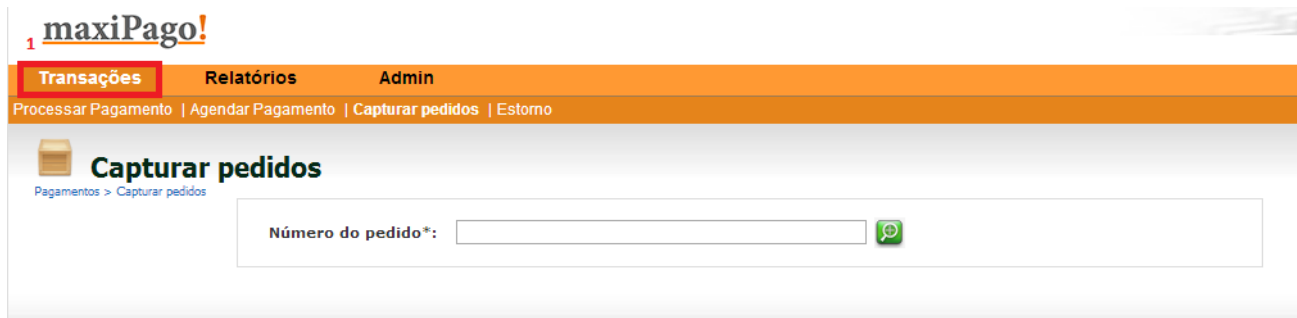 maxiPago!
1
Transações Relatórios Admin
Processar Pagamento | Agendar Pagamento | Capturar pedidos | Estorno
Capturar pedidos
Pagamentos > Capturar pedidos
Número do pedido*: